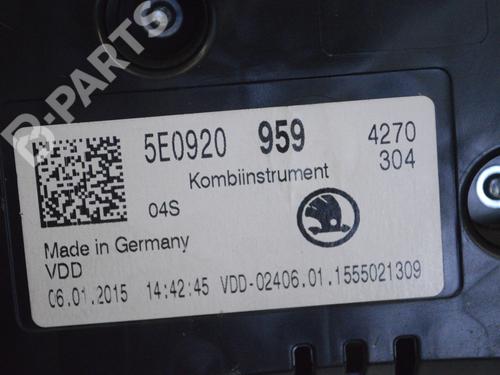 B-PARTS
5E0920 959 4270
304
Kombiinstrument
04S
Made in Germany
VDD
06.01.2015 14:42:45 VDD-02406.01.1555021309